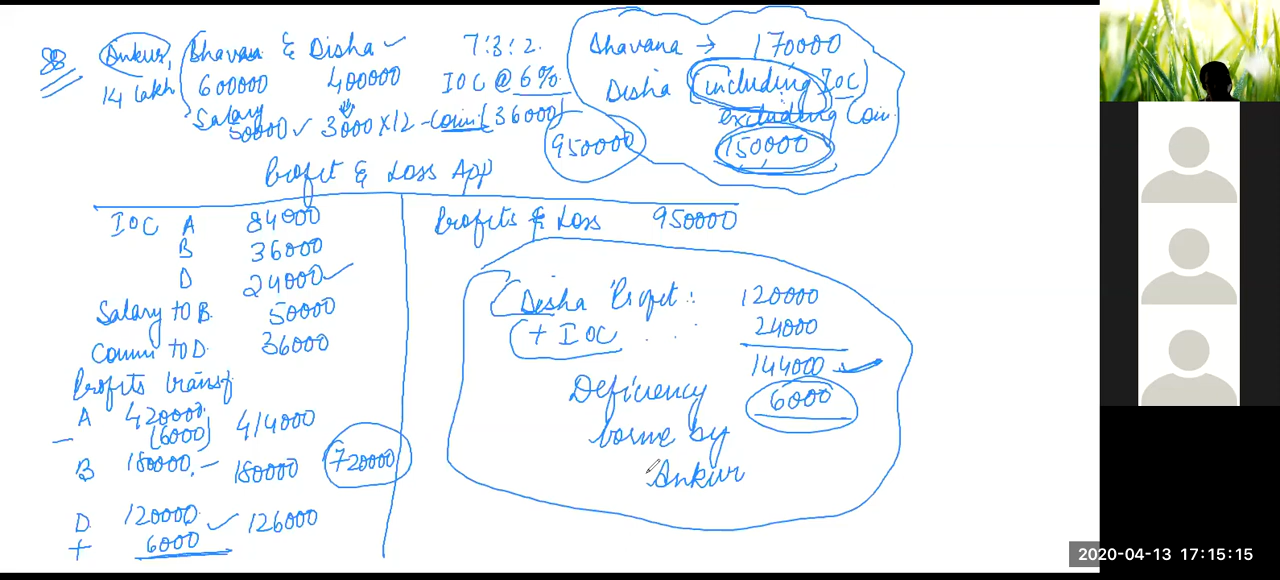 88 Ankur, Bhavana & Disha 7:3:2.
14 lakh 600000 400000 IOC @ 6%
Salary
50000 3000 X 12 - Comm (36000)
950000
Bhavana → 170000
Disha (including IOC)
excluding Com.
150000
Profit & Loss App
IOC A 84000
B 36000
D 24000
Salary to B. 50000
Comm to D. 36000
Profits transf
A 420000 414000
- (6000)
B 180000, - 180000 720000
D. 120000 126000
+ 6000
Profits & Loss 950000
Disha Profit : 120000
+ IOC . . 24000
144000
Deficiency 6000
borne by
Ankur
2020-04-13 17:15:15